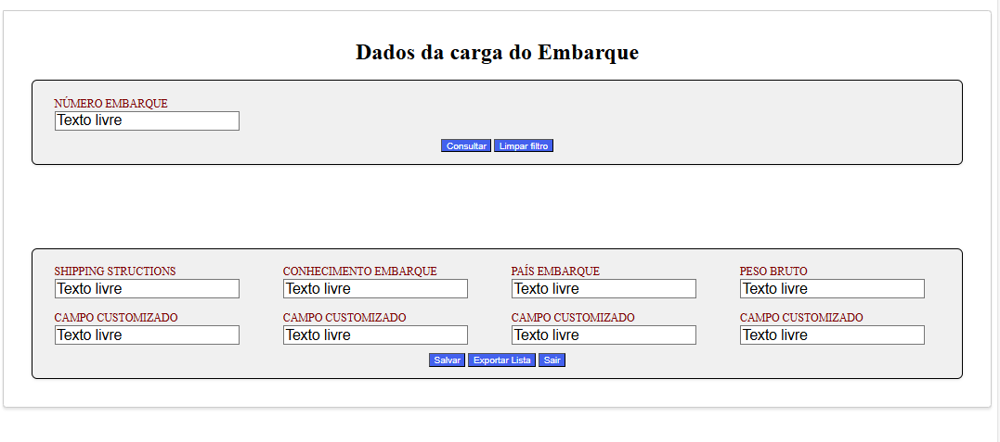 Dados da carga do Embarque
NÚMERO EMBARQUE
Texto livre
Consultar Limpar filtro
SHIPPING STRUCTIONS CONHECIMENTO EMBARQUE PAÍS EMBARQUE PESO BRUTO
Texto livre Texto livre Texto livre Texto livre
CAMPO CUSTOMIZADO CAMPO CUSTOMIZADO CAMPO CUSTOMIZADO CAMPO CUSTOMIZADO
Texto livre Texto livre Texto livre Texto livre
Salvar Exportar Lista Sair